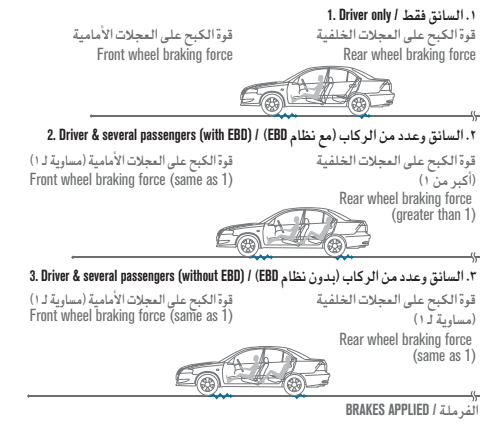 ١. السائق فقط / 1. Driver only
قوة الكبح على العجلات الخلفية
Rear wheel braking force
قوة الكبح على العجلات الأمامية
Front wheel braking force
٢. السائق وعدد من الركاب (مع نظام EBD) / 2. Driver & several passengers (with EBD)
قوة الكبح على العجلات الخلفية
(أكبر من ١)
Rear wheel braking force
(greater than 1)
قوة الكبح على العجلات الأمامية (مساوية لـ ١)
Front wheel braking force (same as 1)
٣. السائق وعدد من الركاب (بدون نظام EBD) / 3. Driver & several passengers (without EBD)
قوة الكبح على العجلات الخلفية
(مساوية لـ ١)
Rear wheel braking force
(same as 1)
قوة الكبح على العجلات الأمامية (مساوية لـ ١)
Front wheel braking force (same as 1)
الفرملة / BRAKES APPLIED